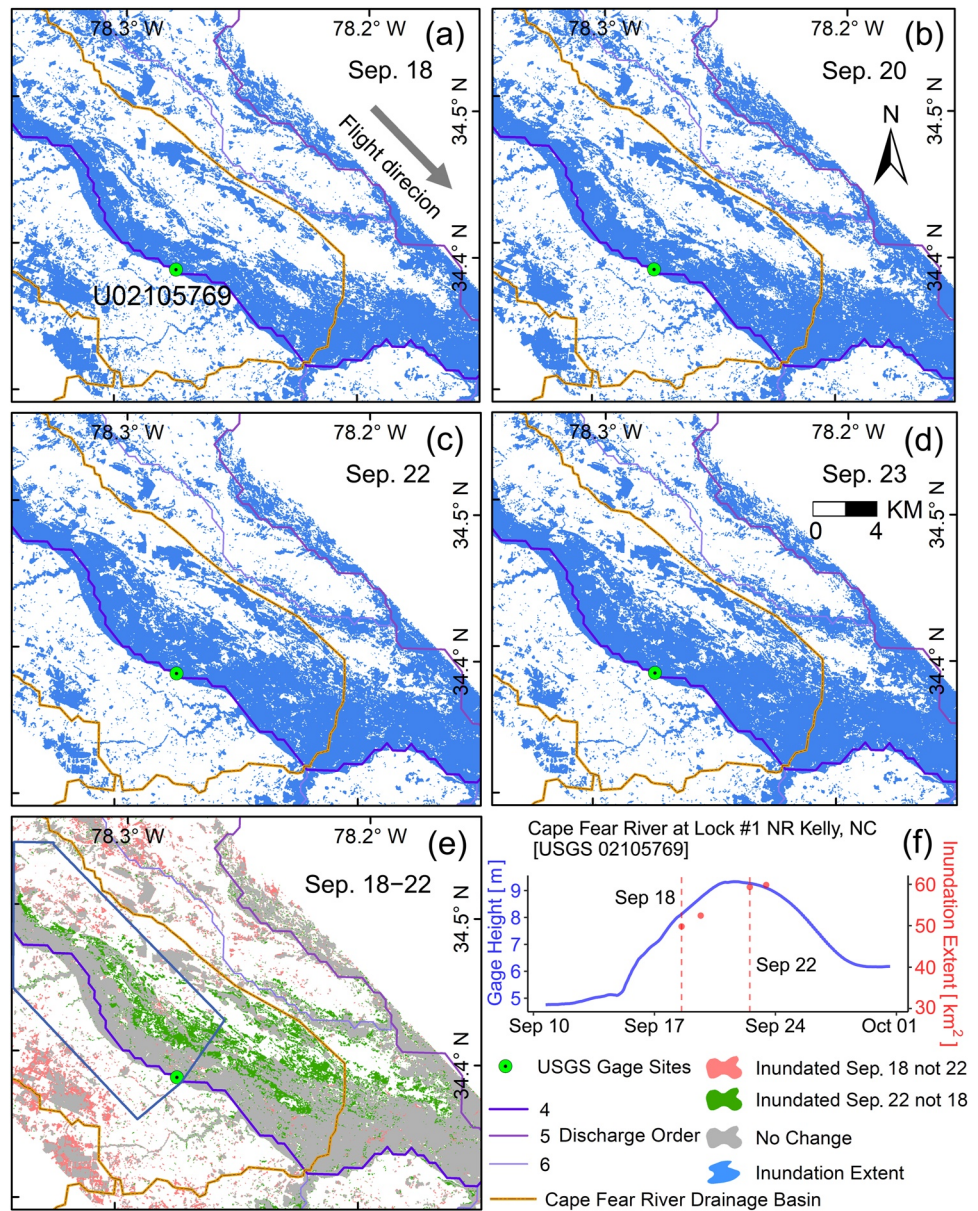 78.3° W
78.2° W
(a)
Sep. 18
34.5° N
Flight direcion
34.4° N
U02105769
78.3° W
78.2° W
(b)
Sep. 20
34.5° N
N
34.4° N
78.3° W
78.2° W
(c)
Sep. 22
34.5° N
34.4° N
78.3° W
78.2° W
(d)
Sep. 23
KM
0 4
34.5° N
34.4° N
78.3° W
78.2° W
(e)
Sep. 18−22
34.5° N
34.4° N
Cape Fear River at Lock #1 NR Kelly, NC
[USGS 02105769]
(f)
Gage Height [ m ]
9
8
7
6
5
Sep 18
Sep 22
Inundation Extent [ km² ]
60
50
40
30
Sep 10
Sep 17
Sep 24
Oct 01
USGS Gage Sites
4
5 Discharge Order
6
Cape Fear River Drainage Basin
Inundated Sep. 18 not 22
Inundated Sep. 22 not 18
No Change
Inundation Extent